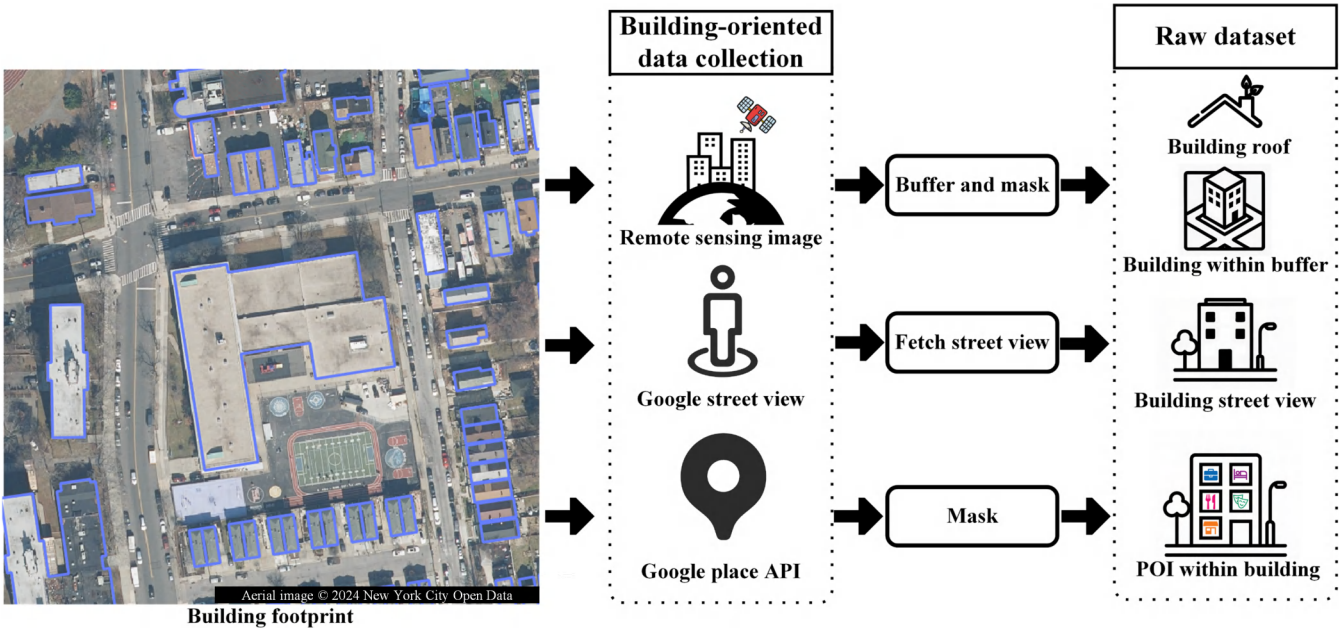 Building-oriented
data collection
Raw dataset
Building roof
Buffer and mask
Remote sensing image
Building within buffer
Fetch street view
Google street view
Building street view
Mask
Google place API
POI within building
Aerial image © 2024 New York City Open Data
Building footprint